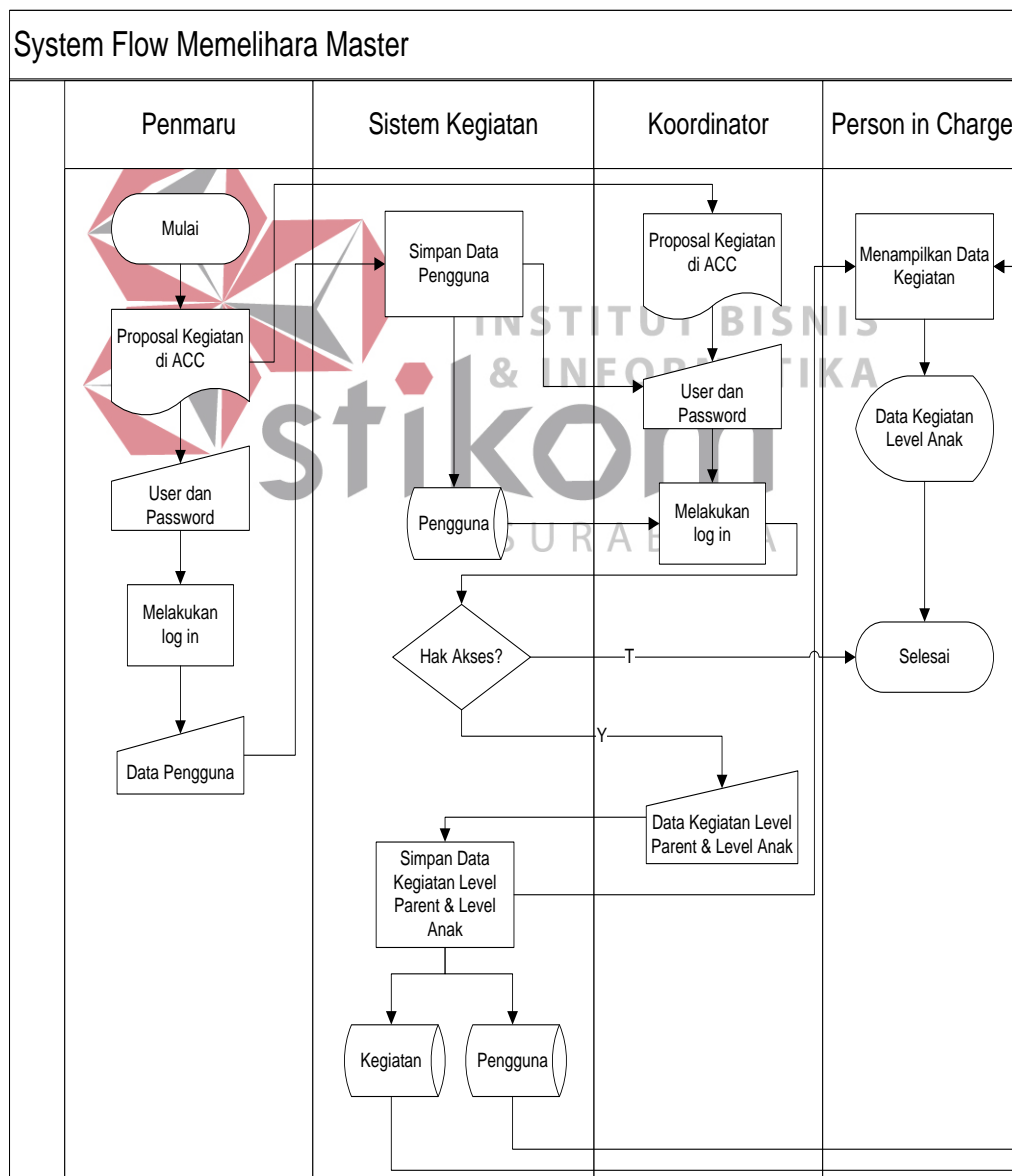 System Flow Memelihara Master
Penmaru
Sistem Kegiatan
Koordinator
Person in Charge
Mulai
Proposal Kegiatan
di ACC
User dan
Password
Melakukan
log in
Data Pengguna
Simpan Data
Pengguna
Pengguna
Hak Akses?
T
Y
Simpan Data
Kegiatan Level
Parent & Level
Anak
Kegiatan
Pengguna
Proposal Kegiatan
di ACC
User dan
Password
Melakukan
log in
Data Kegiatan Level
Parent & Level Anak
Menampilkan Data
Kegiatan
Data Kegiatan
Level Anak
Selesai
INSTITUT BISNIS
& INFORMATIKA
stikom
SURABAYA